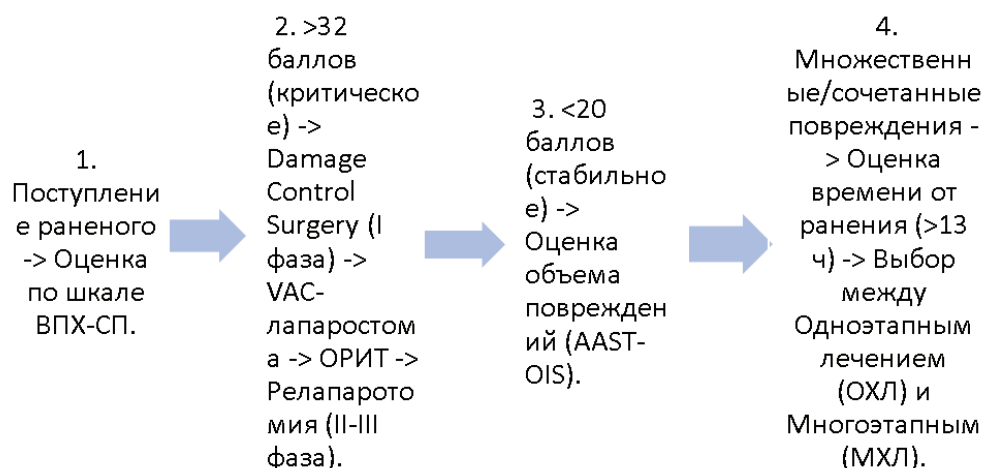 1.
Поступлени
е раненого
-> Оценка
по шкале
ВПХ-СП.
2. >32
баллов
(критическо
е) ->
Damage
Control
Surgery (I
фаза) ->
VAC-
лапаростом
а -> ОРИТ ->
Релапарото
мия (II-III
фаза).
3. <20
баллов
(стабильно
е) ->
Оценка
объема
поврежден
ий (AAST-
OIS).
4.
Множественн
ые/сочетанные
повреждения -
> Оценка
времени от
ранения (>13
ч) -> Выбор
между
Одноэтапным
лечением
(ОХЛ) и
Многоэтапным
(МХЛ).